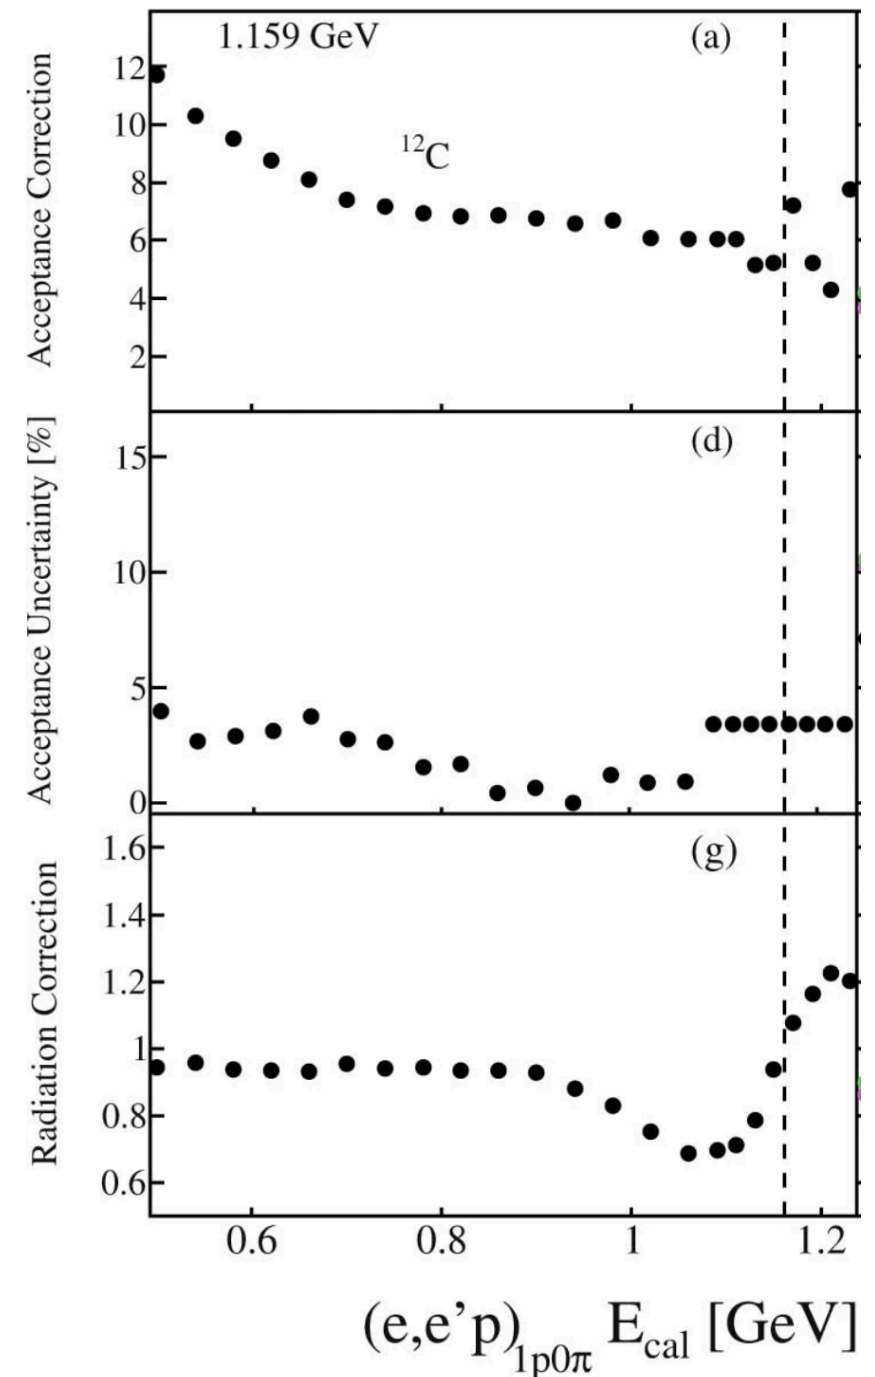 1.159 GeV
(a)
¹²C
Acceptance Correction
12
10
8
6
4
2
(d)
Acceptance Uncertainty [%]
15
10
5
0
(g)
Radiation Correction
1.6
1.4
1.2
1
0.8
0.6
0.6 0.8 1 1.2
(e,e'p)₁ₚ₀π E_cal [GeV]